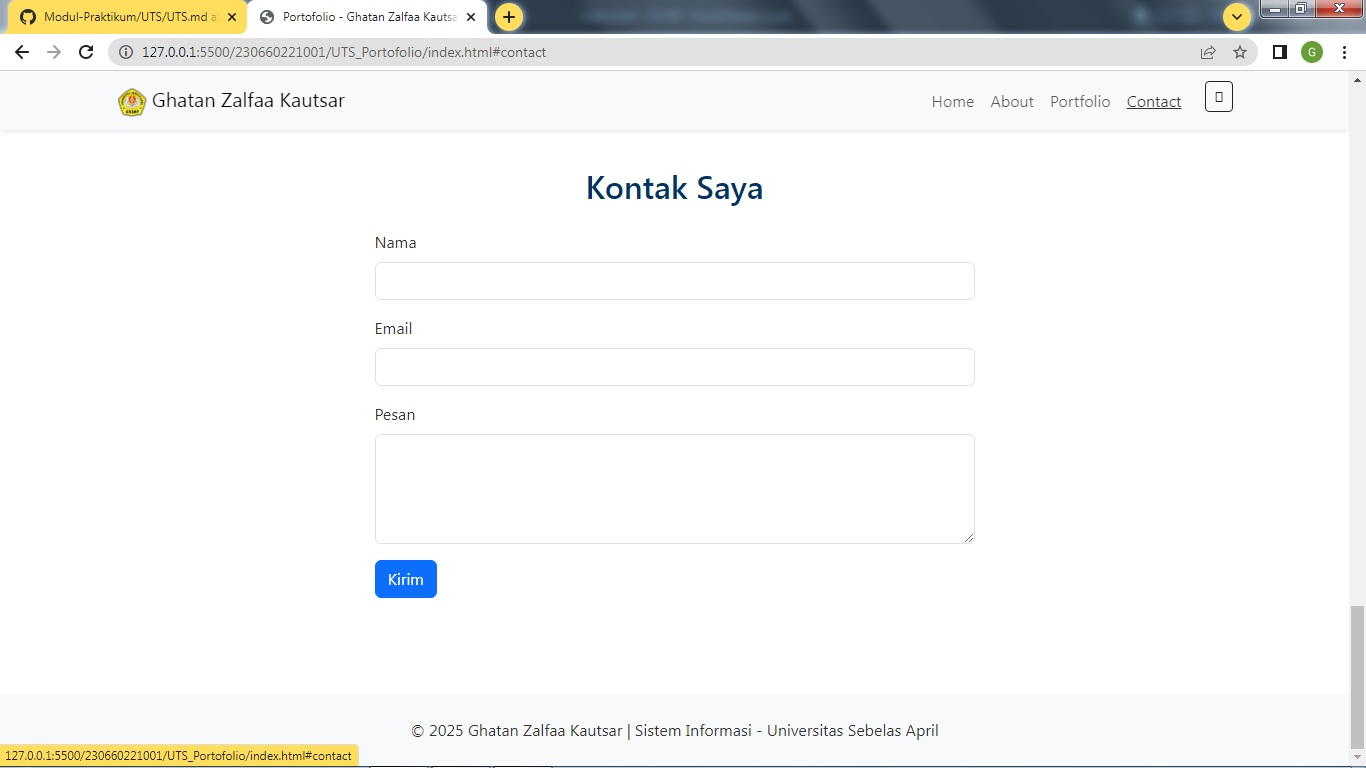 Modul-Praktikum/UTS/UTS.md a
Portofolio - Ghatan Zalfaa Kautsa
127.0.0.1:5500/230660221001/UTS_Portofolio/index.html#contact
G
Ghatan Zalfaa Kautsar
Home About Portfolio Contact
Kontak Saya
Nama
Email
Pesan
Kirim
© 2025 Ghatan Zalfaa Kautsar | Sistem Informasi - Universitas Sebelas April
127.0.0.1:5500/230660221001/UTS_Portofolio/index.html#contact